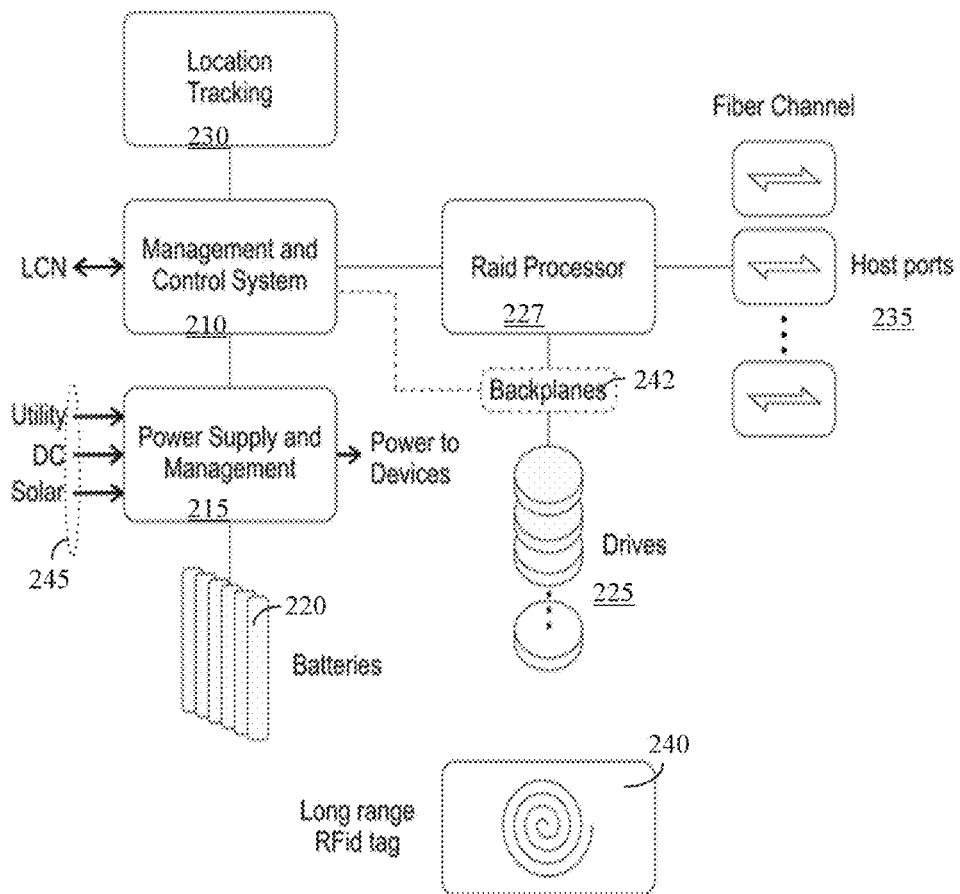 Location
Tracking
230
Fiber Channel
LCN
Management and
Control System
210
Raid Processor
227
Host ports
235
Backplanes
242
Utility
DC
Solar
245
Power Supply and
Management
215
Power to
Devices
Drives
225
220
Batteries
240
Long range
RFid tag